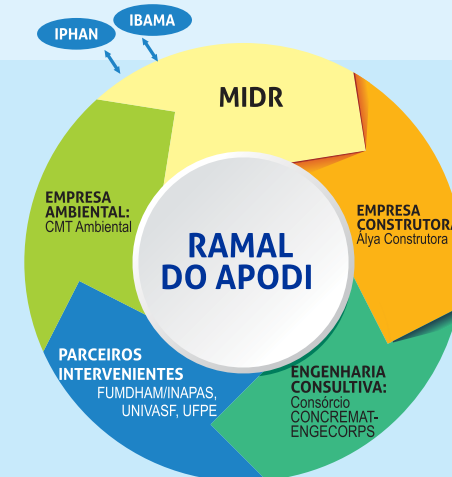 IPHAN
IBAMA
MIDR
EMPRESA
AMBIENTAL:
CMT Ambiental
EMPRESA
CONSTRUTORA
Álya Construtora
RAMAL
DO APODI
PARCEIROS
INTERVENIENTES
FUMDHAM/INAPAS,
UNIVASF, UFPE
ENGENHARIA
CONSULTIVA:
Consórcio
CONCREMAT-
ENGECORPS